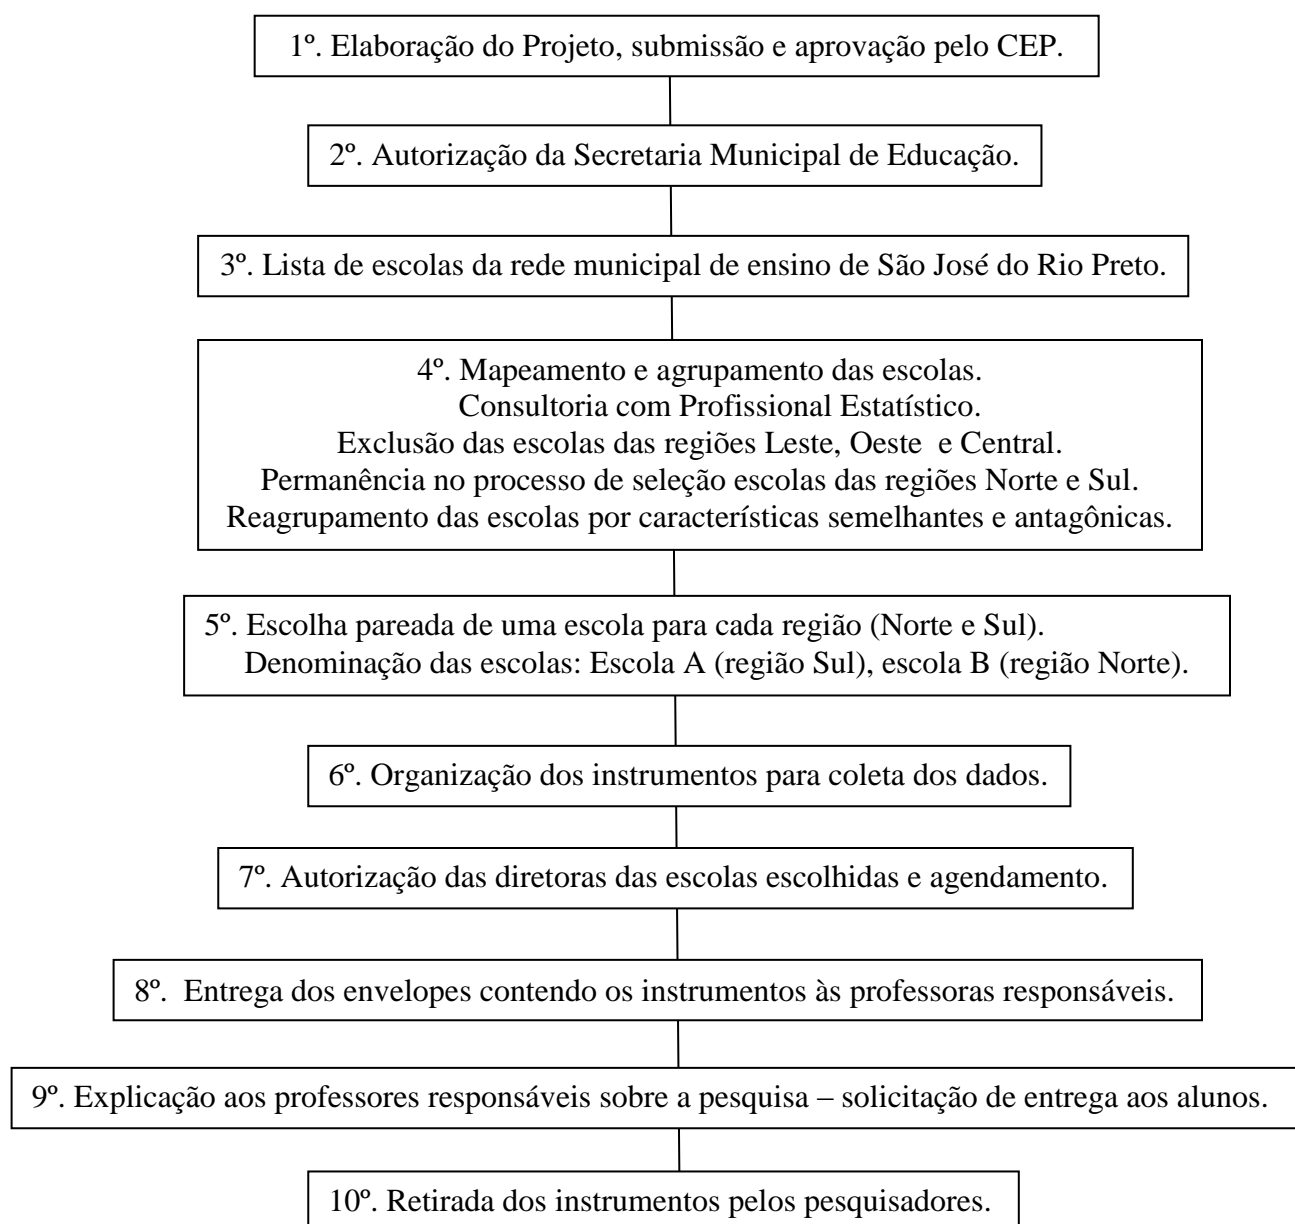 1º. Elaboração do Projeto, submissão e aprovação pelo CEP.
2º. Autorização da Secretaria Municipal de Educação.
3º. Lista de escolas da rede municipal de ensino de São José do Rio Preto.
4º. Mapeamento e agrupamento das escolas.
Consultoria com Profissional Estatístico.
Exclusão das escolas das regiões Leste, Oeste e Central.
Permanência no processo de seleção escolas das regiões Norte e Sul.
Reagrupamento das escolas por características semelhantes e antagônicas.
5º. Escolha pareada de uma escola para cada região (Norte e Sul).
Denominação das escolas: Escola A (região Sul), escola B (região Norte).
6º. Organização dos instrumentos para coleta dos dados.
7º. Autorização das diretoras das escolas escolhidas e agendamento.
8º. Entrega dos envelopes contendo os instrumentos às professoras responsáveis.
9º. Explicação aos professores responsáveis sobre a pesquisa – solicitação de entrega aos alunos.
10º. Retirada dos instrumentos pelos pesquisadores.